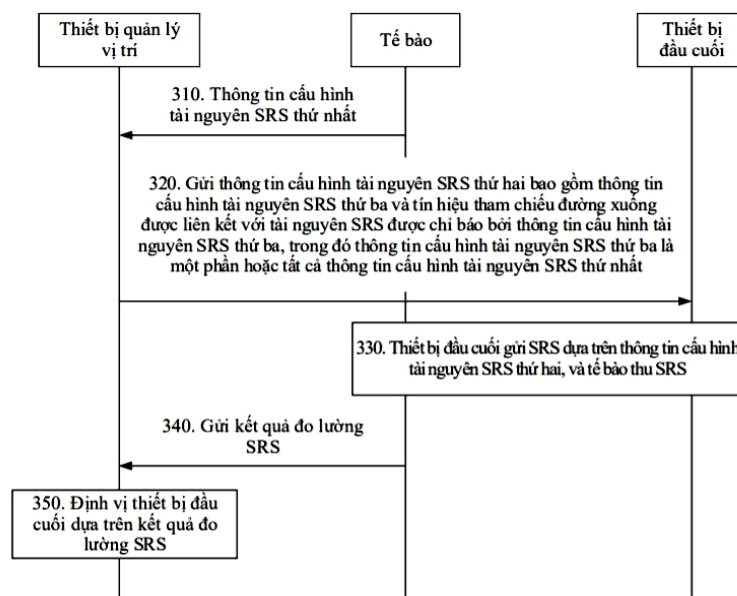 Thiết bị quản lý
vị trí
Tế bào
Thiết bị
đầu cuối
310. Thông tin cấu hình
tài nguyên SRS thứ nhất
320. Gửi thông tin cấu hình tài nguyên SRS thứ hai bao gồm thông tin
cấu hình tài nguyên SRS thứ ba và tín hiệu tham chiếu đường xuống
được liên kết với tài nguyên SRS được chỉ báo bởi thông tin cấu hình tài
nguyên SRS thứ ba, trong đó thông tin cấu hình tài nguyên SRS thứ ba là
một phần hoặc tất cả thông tin cấu hình tài nguyên SRS thứ nhất
330. Thiết bị đầu cuối gửi SRS dựa trên thông tin cấu hình
tài nguyên SRS thứ hai, và tế bào thu SRS
340. Gửi kết quả đo lường
SRS
350. Định vị thiết bị đầu
cuối dựa trên kết quả đo
lường SRS